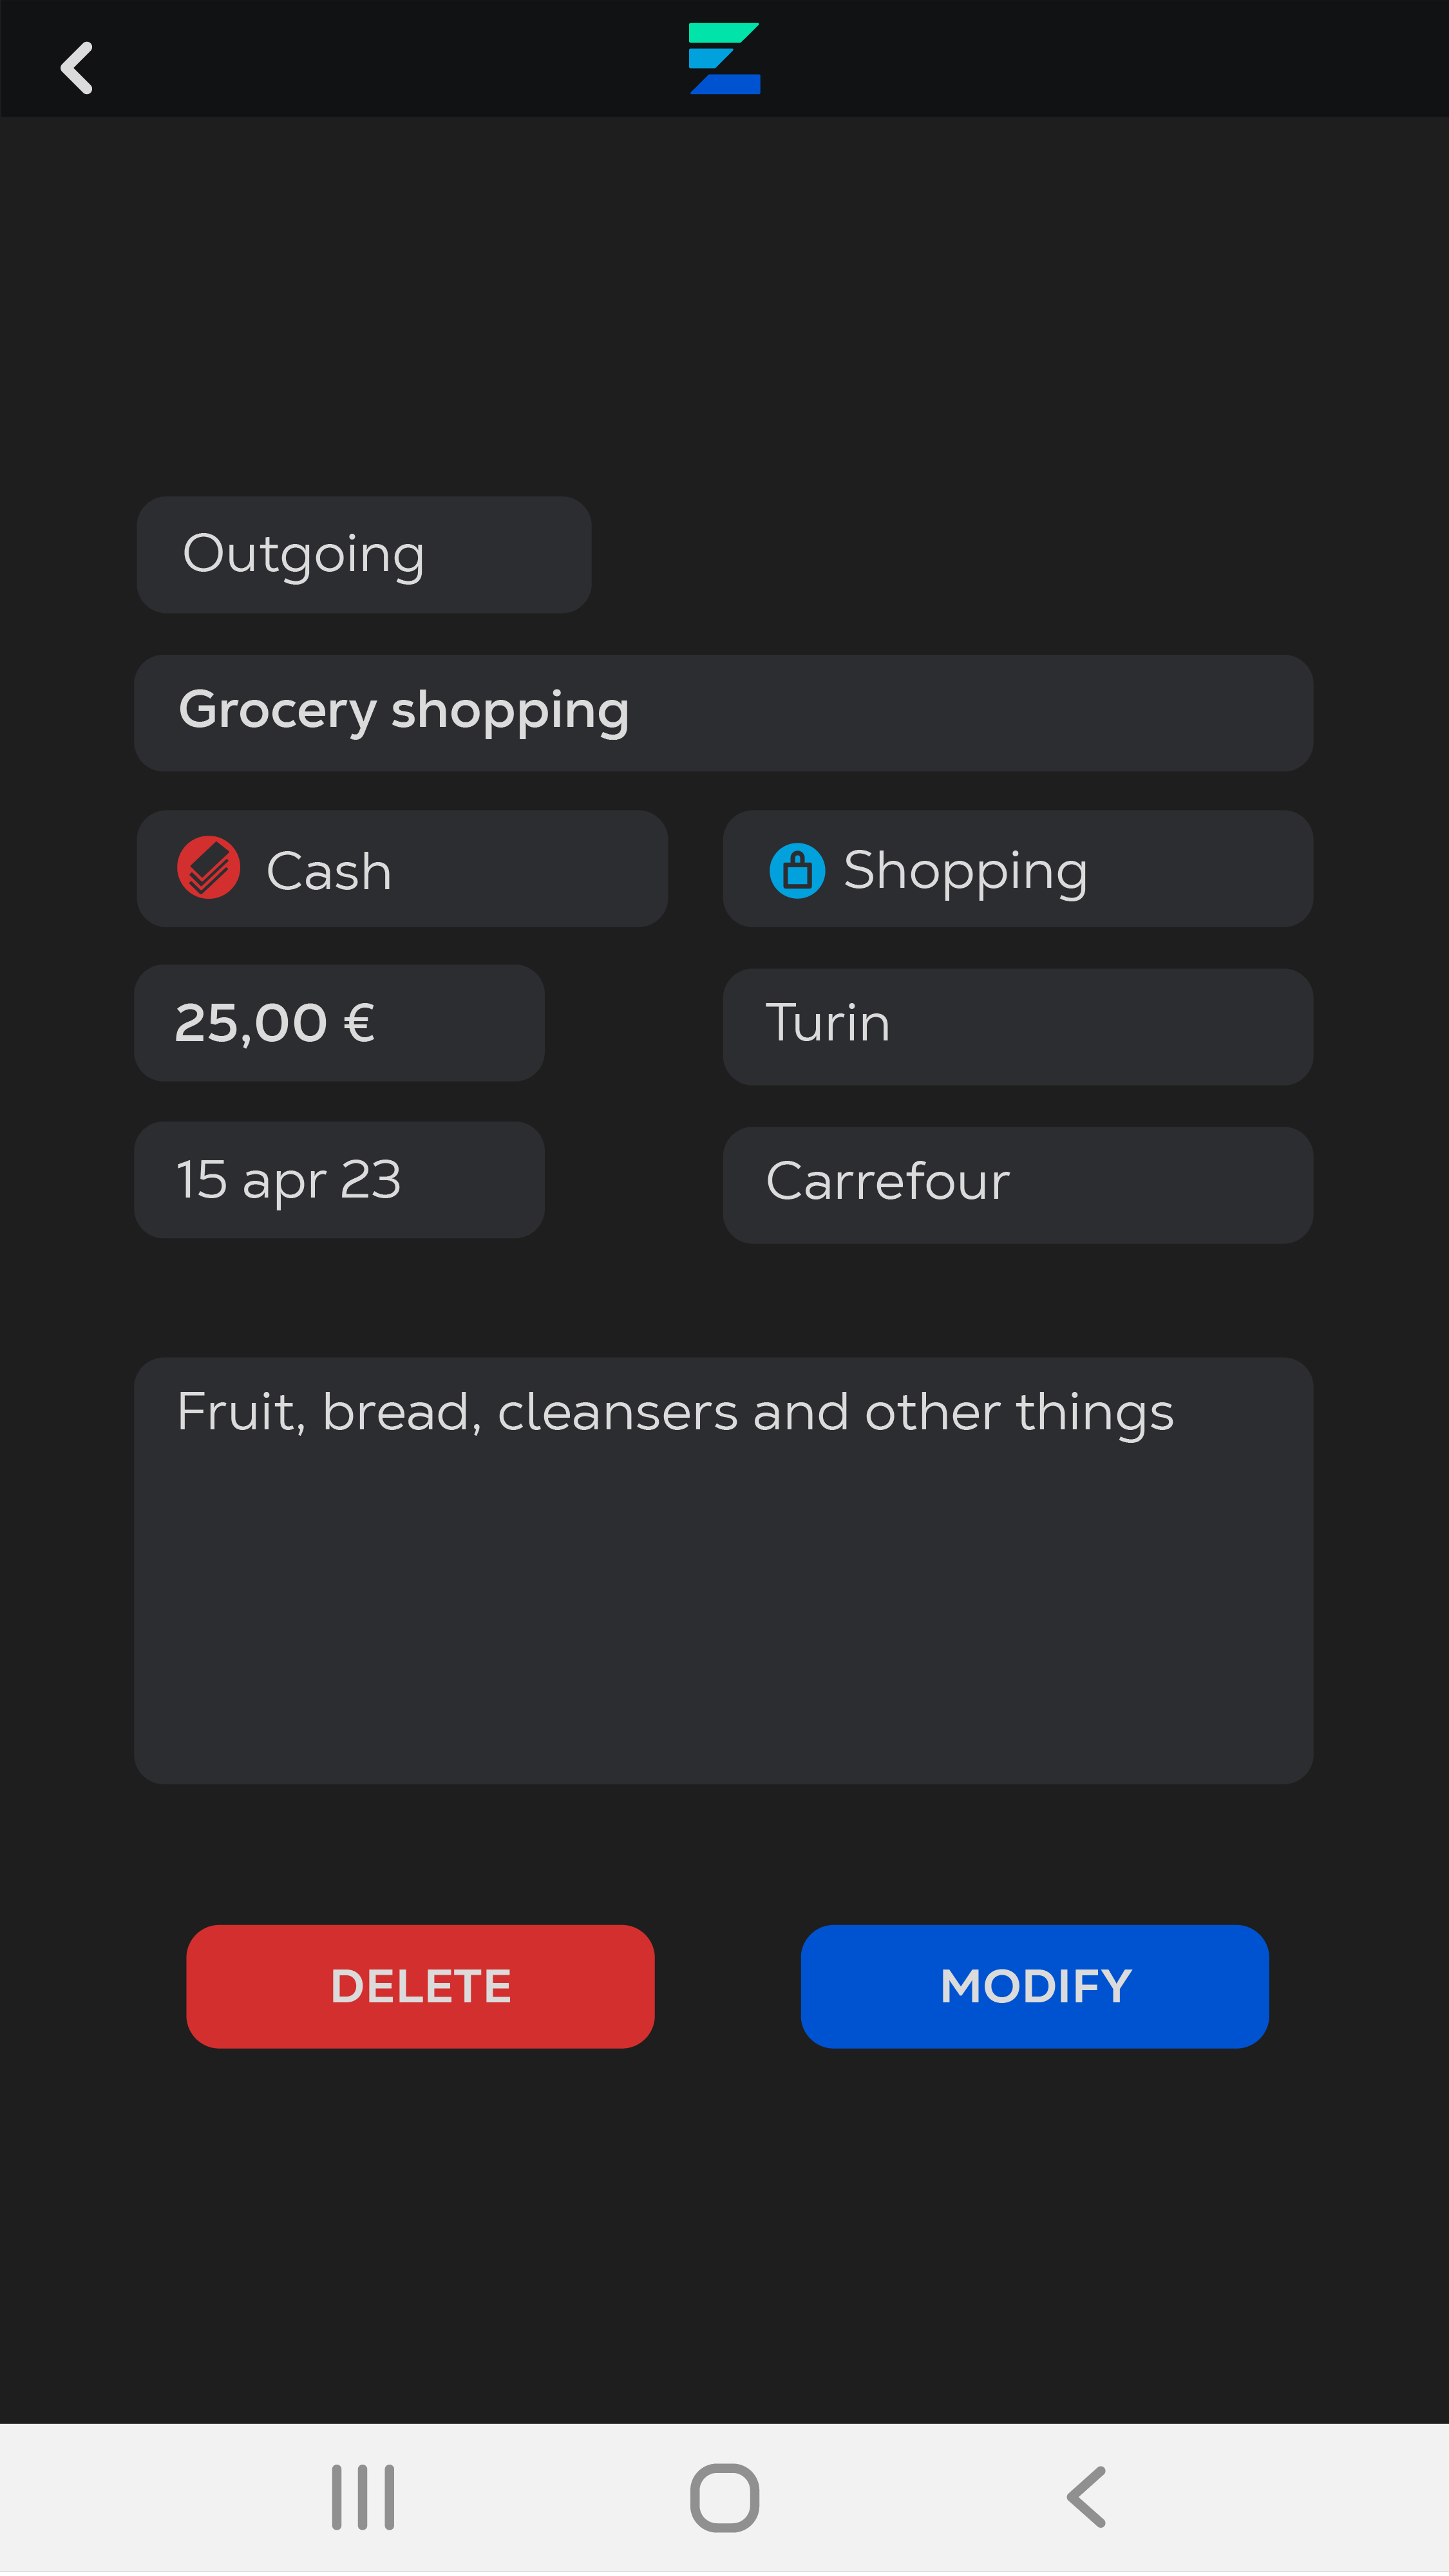 Outgoing
Grocery shopping
Cash
Shopping
25,00 €
Turin
15 apr 23
Carrefour
Fruit, bread, cleansers and other things
DELETE
MODIFY